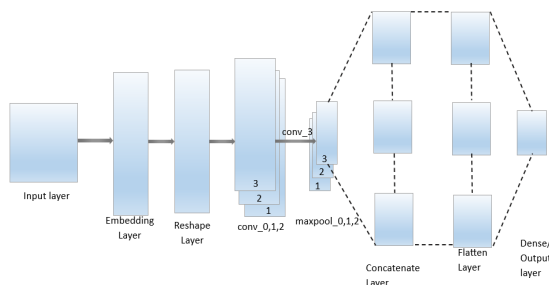 Input layer
Embedding
Layer
Reshape
Layer
3
2
1
conv_0,1,2
conv_3
3
2
1
maxpool_0,1,2
Concatenate
Layer
Flatten
Layer
Dense/
Output
layer